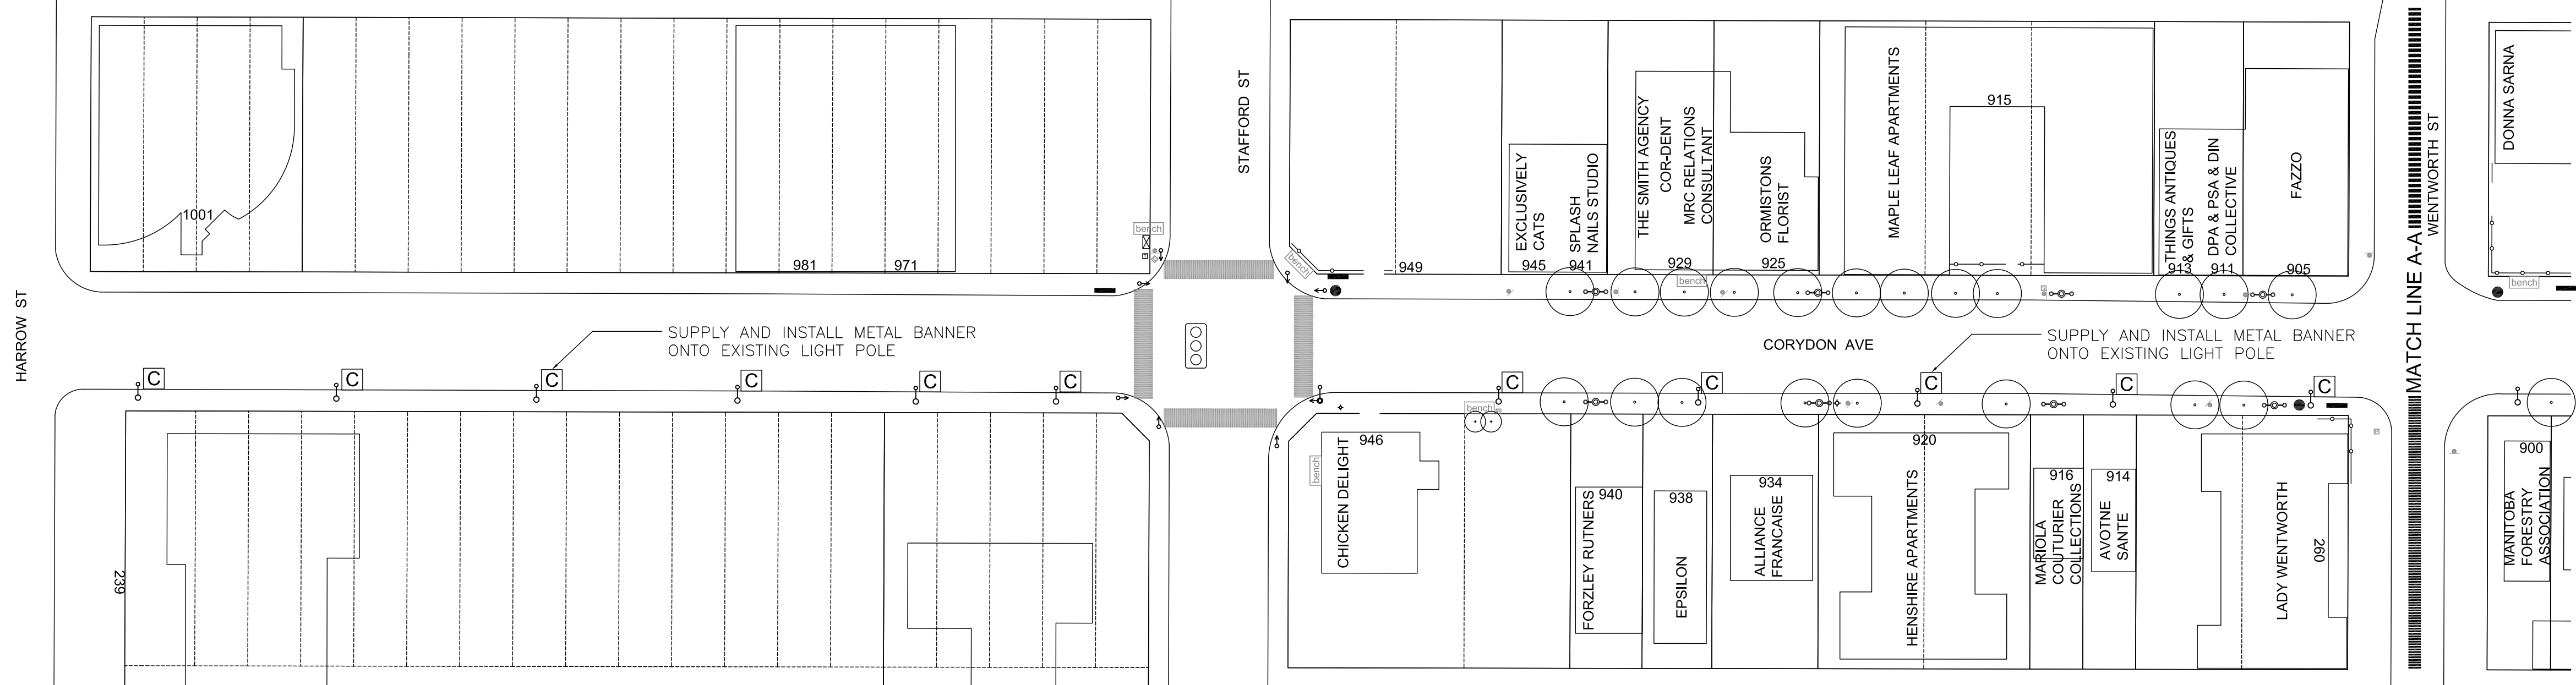 HARROW ST
1001
981
971
bench
STAFFORD ST
bench
949
EXCLUSIVELY
CATS
945
SPLASH
NAILS STUDIO
941
THE SMITH AGENCY
COR-DENT
MRC RELATIONS
CONSULTANT
929
bench
ORMISTONS
FLORIST
925
MAPLE LEAF APARTMENTS
915
THINGS ANTIQUES
& GIFTS
913
DPA & PSA & DIN
COLLECTIVE
911
FAZZO
905
MATCH LINE A-A
WENTWORTH ST
DONNA SARNA
bench
SUPPLY AND INSTALL METAL BANNER
ONTO EXISTING LIGHT POLE
CORYDON AVE
SUPPLY AND INSTALL METAL BANNER
ONTO EXISTING LIGHT POLE
C
C
C
C
C
C
C
C
C
C
C
239
bench
bench
946
CHICKEN DELIGHT
940
FORZLEY RUTNERS
938
EPSILON
934
ALLIANCE
FRANCAISE
920
HENSHIRE APARTMENTS
916
MARIOLA
COUTURIER
COLLECTIONS
914
AVOTNE
SANTE
LADY WENTWORTH
260
900
MANITOBA
FORESTRY
ASSOCIATION